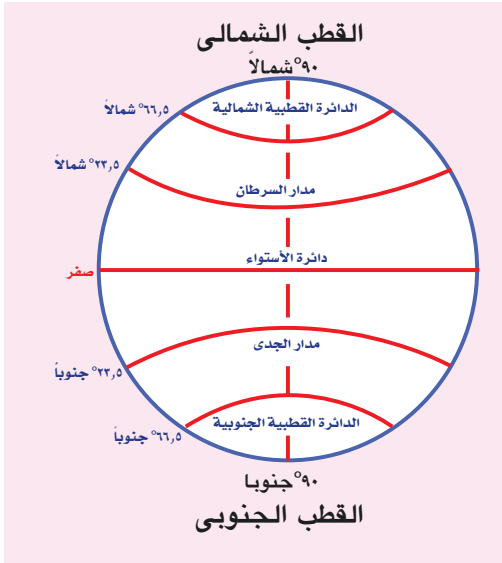 القطب الشمالى
٩٠° شمالاً
الدائرة القطبية الشمالية
٦٦,٥° شمالاً
٢٣,٥° شمالاً
مدار السرطان
دائرة الأستواء
صفر
مدار الجدى
٢٣,٥° جنوباً
الدائرة القطبية الجنوبية
٦٦,٥° جنوباً
٩٠° جنوبا
القطب الجنوبى